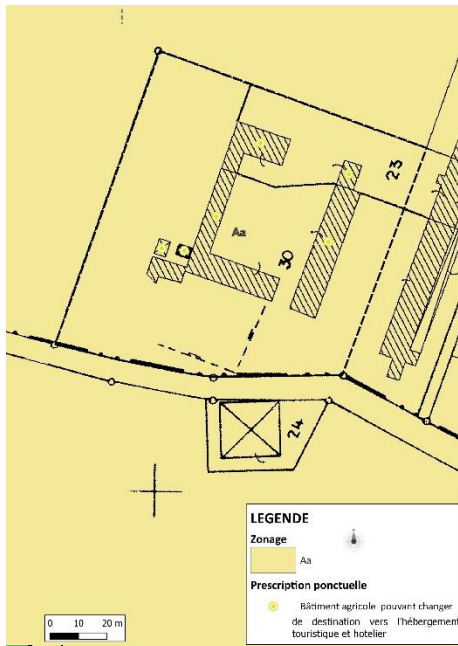 23
Aa
30
24
LEGENDE
Zonage
Aa
Prescription ponctuelle
Bâtiment agricole pouvant changer
de destination vers l'hébergement
touristique et hotelier
0 10 20 m